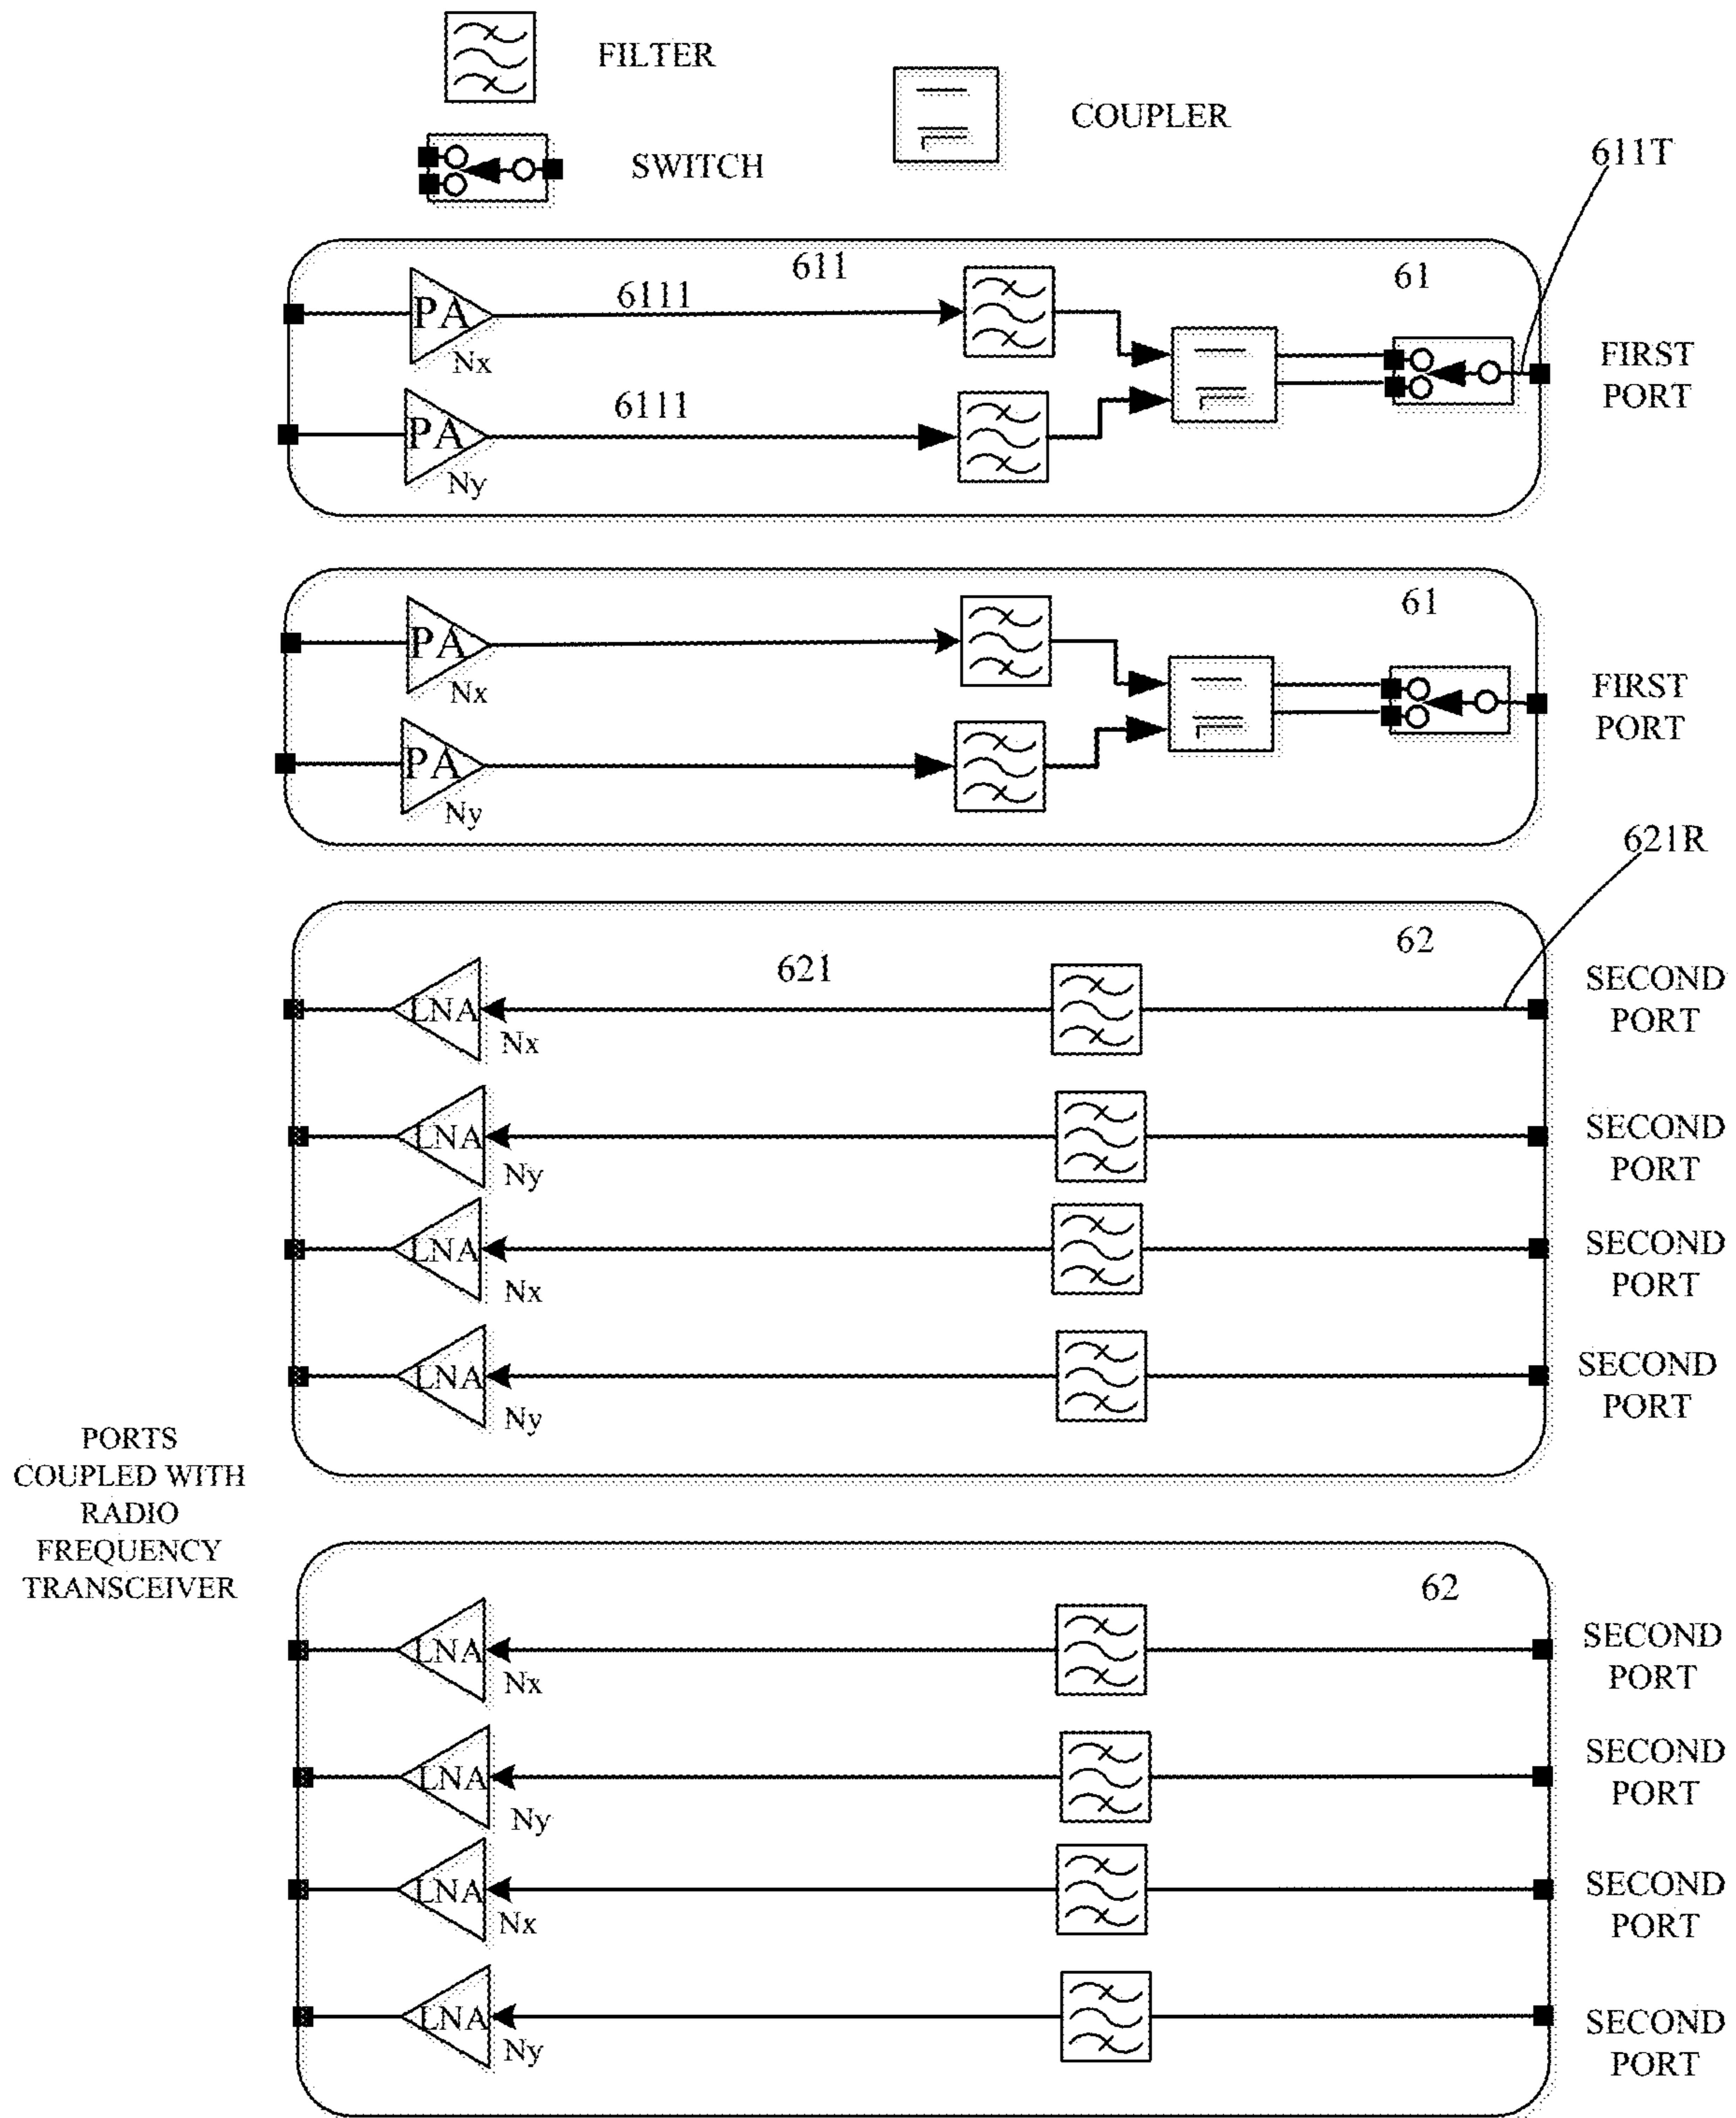 FILTER
COUPLER
SWITCH
611T
611
61
6111
PA
Nx
FIRST
PORT
6111
PA
Ny
61
PA
Nx
FIRST
PORT
PA
Ny
621R
62
621
SECOND
PORT
LNA
Nx
SECOND
PORT
LNA
Ny
SECOND
PORT
LNA
Nx
SECOND
PORT
LNA
Ny
PORTS
COUPLED WITH
RADIO
FREQUENCY
TRANSCEIVER
62
SECOND
PORT
LNA
Nx
SECOND
PORT
LNA
Ny
SECOND
PORT
LNA
Nx
SECOND
PORT
LNA
Ny